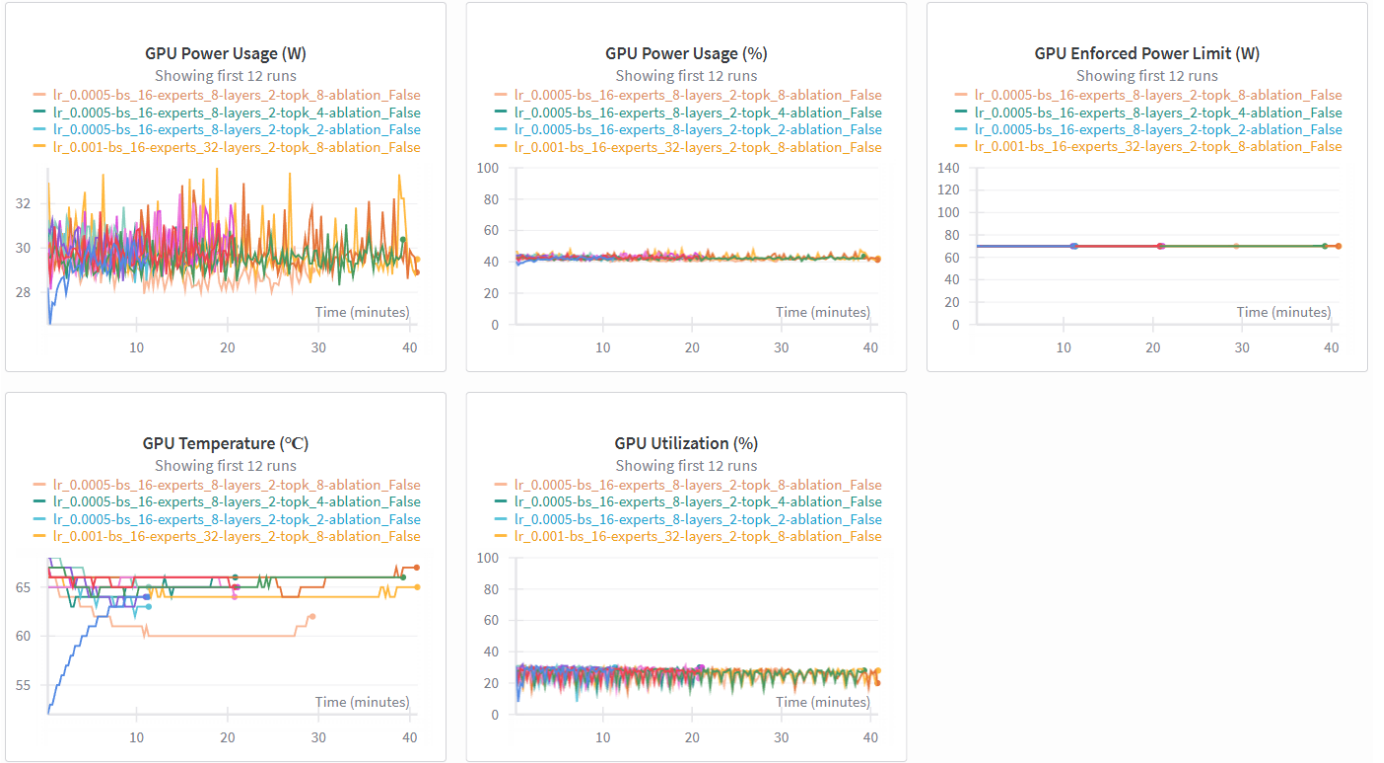 GPU Power Usage (W)
Showing first 12 runs
lr_0.0005-bs_16-experts_8-layers_2-topk_8-ablation_False
lr_0.0005-bs_16-experts_8-layers_2-topk_4-ablation_False
lr_0.0005-bs_16-experts_8-layers_2-topk_2-ablation_False
lr_0.001-bs_16-experts_32-layers_2-topk_8-ablation_False
32
30
28
Time (minutes)
10 20 30 40
GPU Power Usage (%)
Showing first 12 runs
lr_0.0005-bs_16-experts_8-layers_2-topk_8-ablation_False
lr_0.0005-bs_16-experts_8-layers_2-topk_4-ablation_False
lr_0.0005-bs_16-experts_8-layers_2-topk_2-ablation_False
lr_0.001-bs_16-experts_32-layers_2-topk_8-ablation_False
100
80
60
40
20
Time (minutes)
0
10 20 30 40
GPU Enforced Power Limit (W)
Showing first 12 runs
lr_0.0005-bs_16-experts_8-layers_2-topk_8-ablation_False
lr_0.0005-bs_16-experts_8-layers_2-topk_4-ablation_False
lr_0.0005-bs_16-experts_8-layers_2-topk_2-ablation_False
lr_0.001-bs_16-experts_32-layers_2-topk_8-ablation_False
140
120
100
80
60
40
20
Time (minutes)
0
10 20 30 40
GPU Temperature (℃)
Showing first 12 runs
lr_0.0005-bs_16-experts_8-layers_2-topk_8-ablation_False
lr_0.0005-bs_16-experts_8-layers_2-topk_4-ablation_False
lr_0.0005-bs_16-experts_8-layers_2-topk_2-ablation_False
lr_0.001-bs_16-experts_32-layers_2-topk_8-ablation_False
65
60
55
Time (minutes)
10 20 30 40
GPU Utilization (%)
Showing first 12 runs
lr_0.0005-bs_16-experts_8-layers_2-topk_8-ablation_False
lr_0.0005-bs_16-experts_8-layers_2-topk_4-ablation_False
lr_0.0005-bs_16-experts_8-layers_2-topk_2-ablation_False
lr_0.001-bs_16-experts_32-layers_2-topk_8-ablation_False
100
80
60
40
20
Time (minutes)
0
10 20 30 40